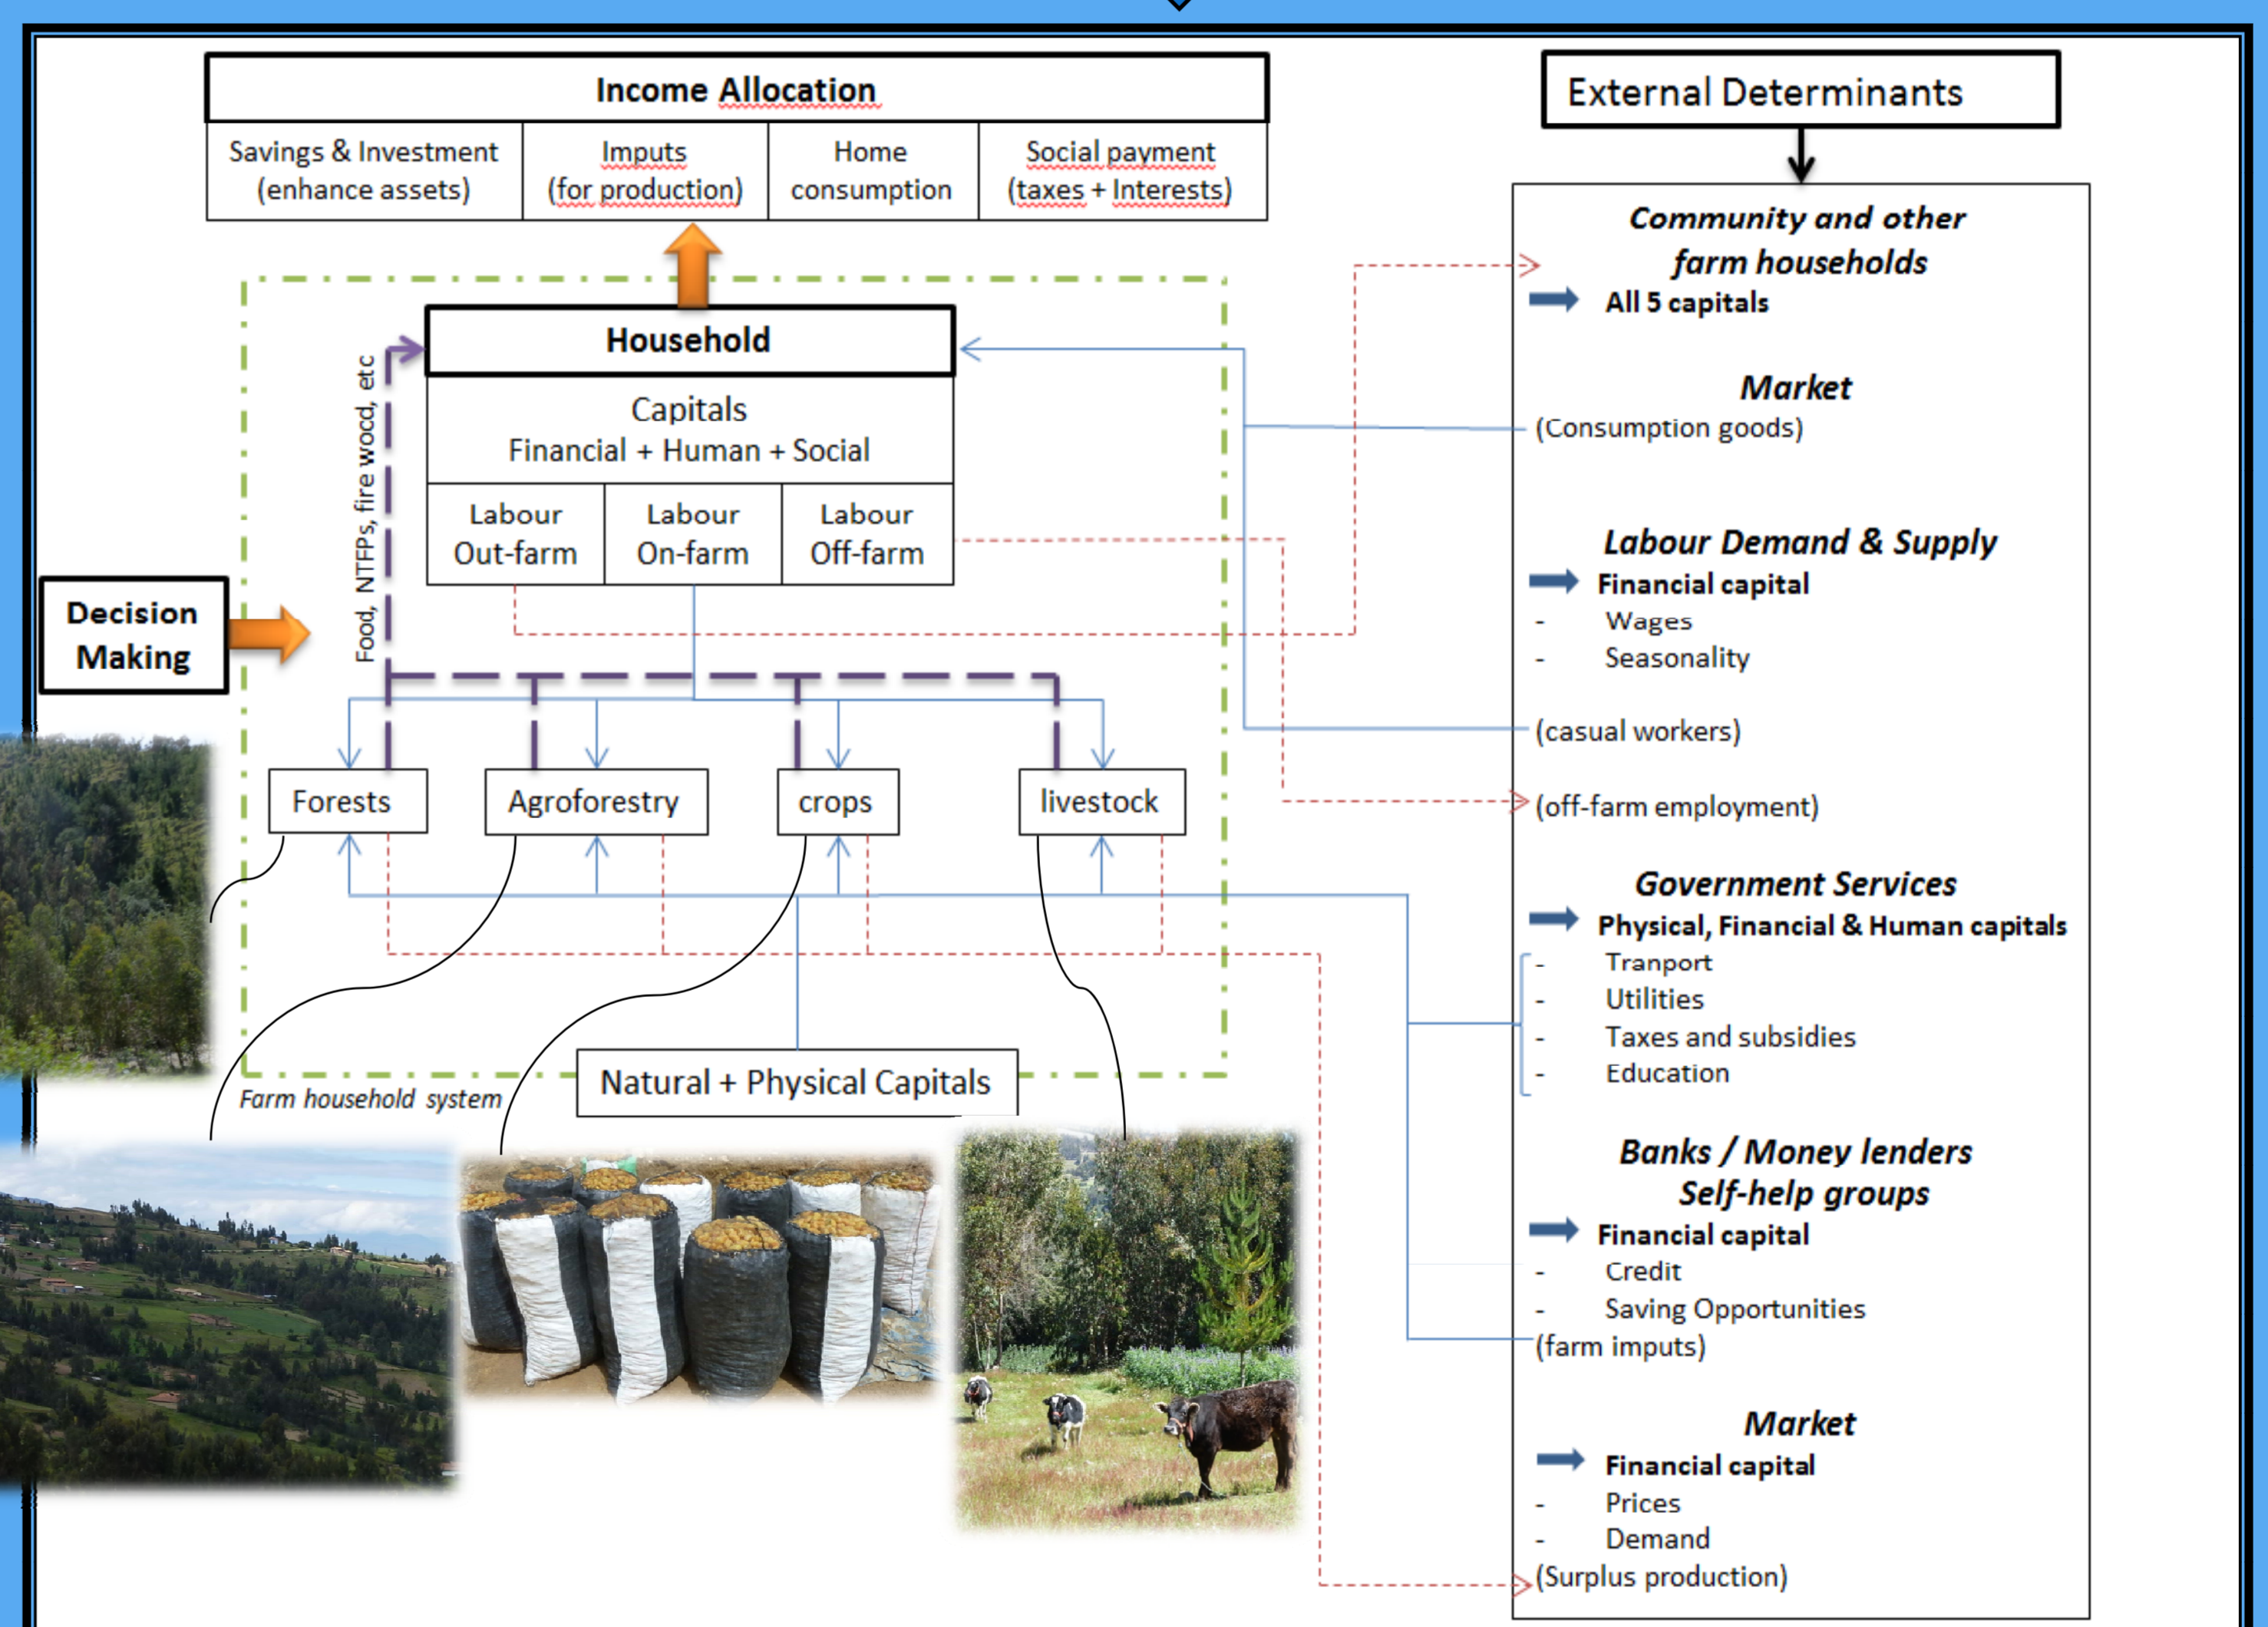 Income Allocation
Savings & Investment
(enhance assets)
Imputs
(for production)
Home
consumption
Social payment
(taxes + Interests)
External Determinants
Community and other
farm households
All 5 capitals
Market
(Consumption goods)
Labour Demand & Supply
Financial capital
- Wages
- Seasonality
(casual workers)
(off-farm employment)
Government Services
Physical, Financial & Human capitals
- Tranport
- Utilities
- Taxes and subsidies
- Education
Banks / Money lenders
Self-help groups
Financial capital
- Credit
- Saving Opportunities
(farm imputs)
Market
Financial capital
- Prices
- Demand
(Surplus production)
Household
Capitals
Financial + Human + Social
Labour
Out-farm
Labour
On-farm
Labour
Off-farm
Food, NTFPs, fire wood, etc
Decision
Making
Forests
Agroforestry
crops
livestock
Natural + Physical Capitals
Farm household system